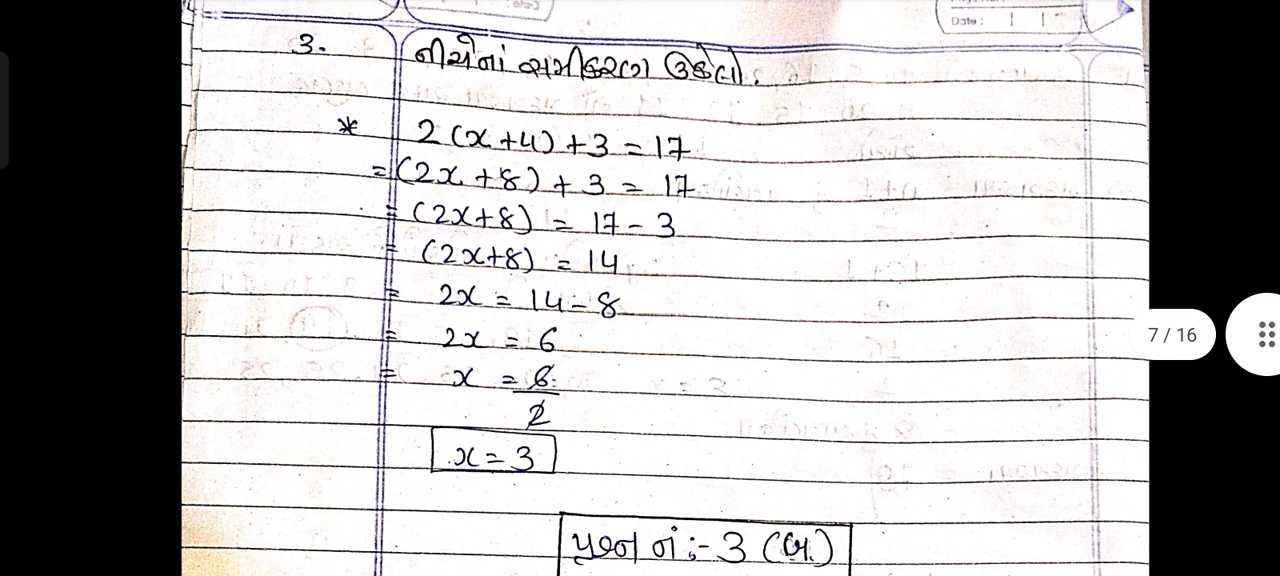 Date :
3.
નીચેનાં સમીકરણ ઉકેલો.
* 2(x+4)+3=17
=(2x+8)+3=17
= (2x+8) = 17-3
= (2x+8) = 14
= 2x = 14-8
= 2x = 6
= x = 6
2
x=3
7 / 16
પ્રશ્ન નં:- 3 (બ)